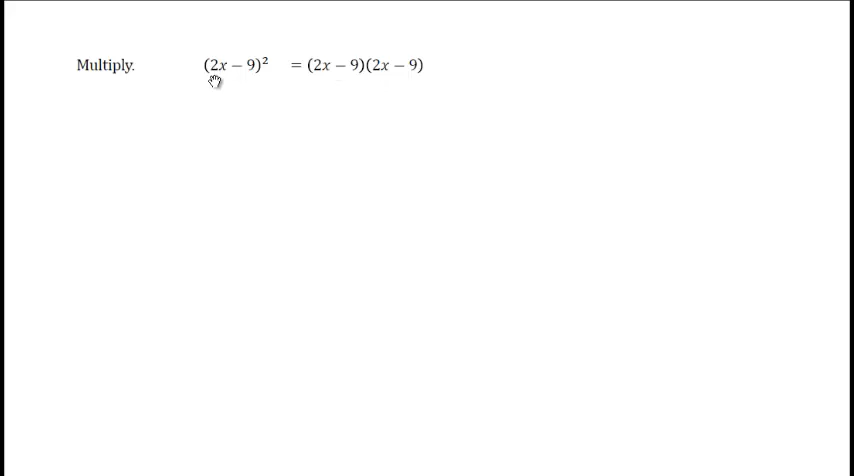 Multiply. (2x − 9)² = (2x − 9)(2x − 9)